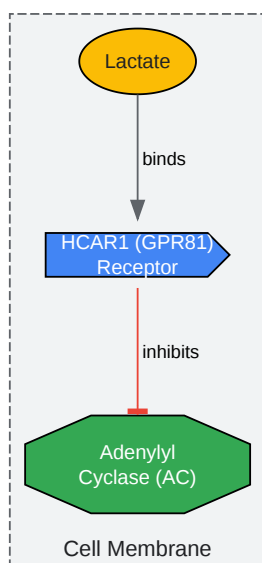 Lactate
binds
HCAR1 (GPR81)
Receptor
inhibits
Adenylyl
Cyclase (AC)
Cell Membrane